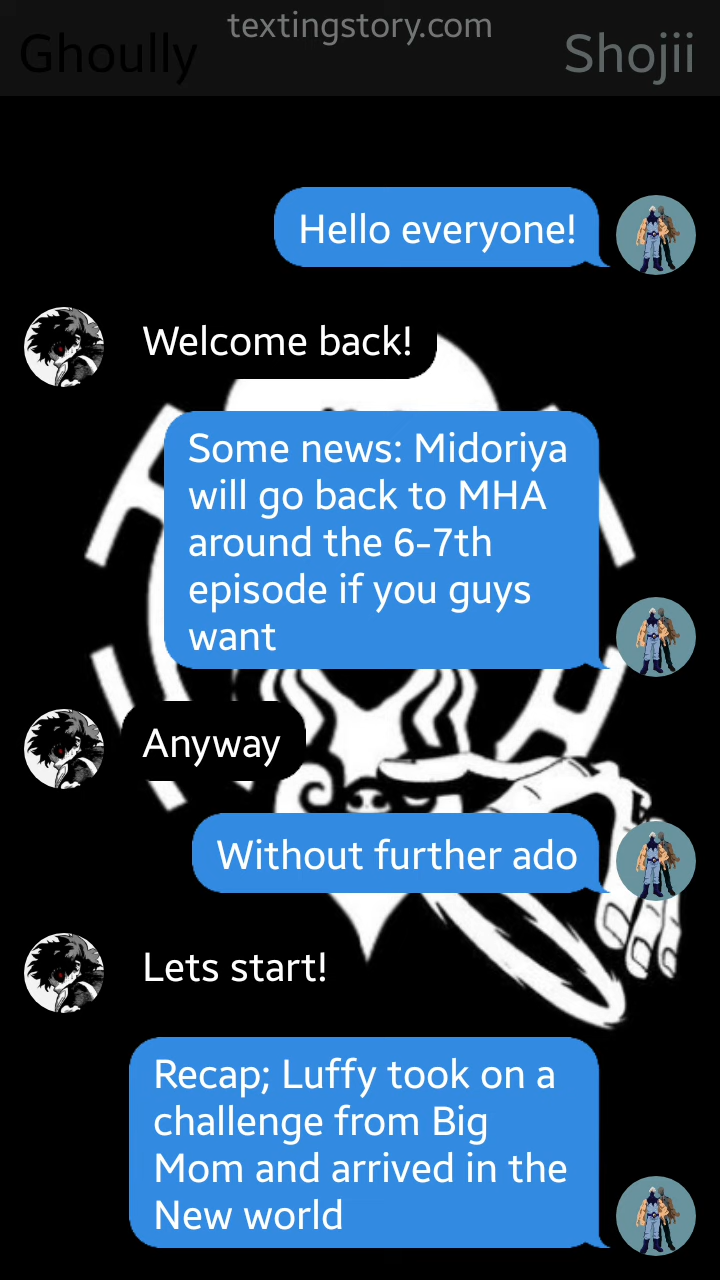 textingstory.com
Ghoully
Shojii
Hello everyone!
Welcome back!
Some news: Midoriya
will go back to MHA
around the 6-7th
episode if you guys
want
Anyway
Without further ado
Lets start!
Recap; Luffy took on a
challenge from Big
Mom and arrived in the
New world